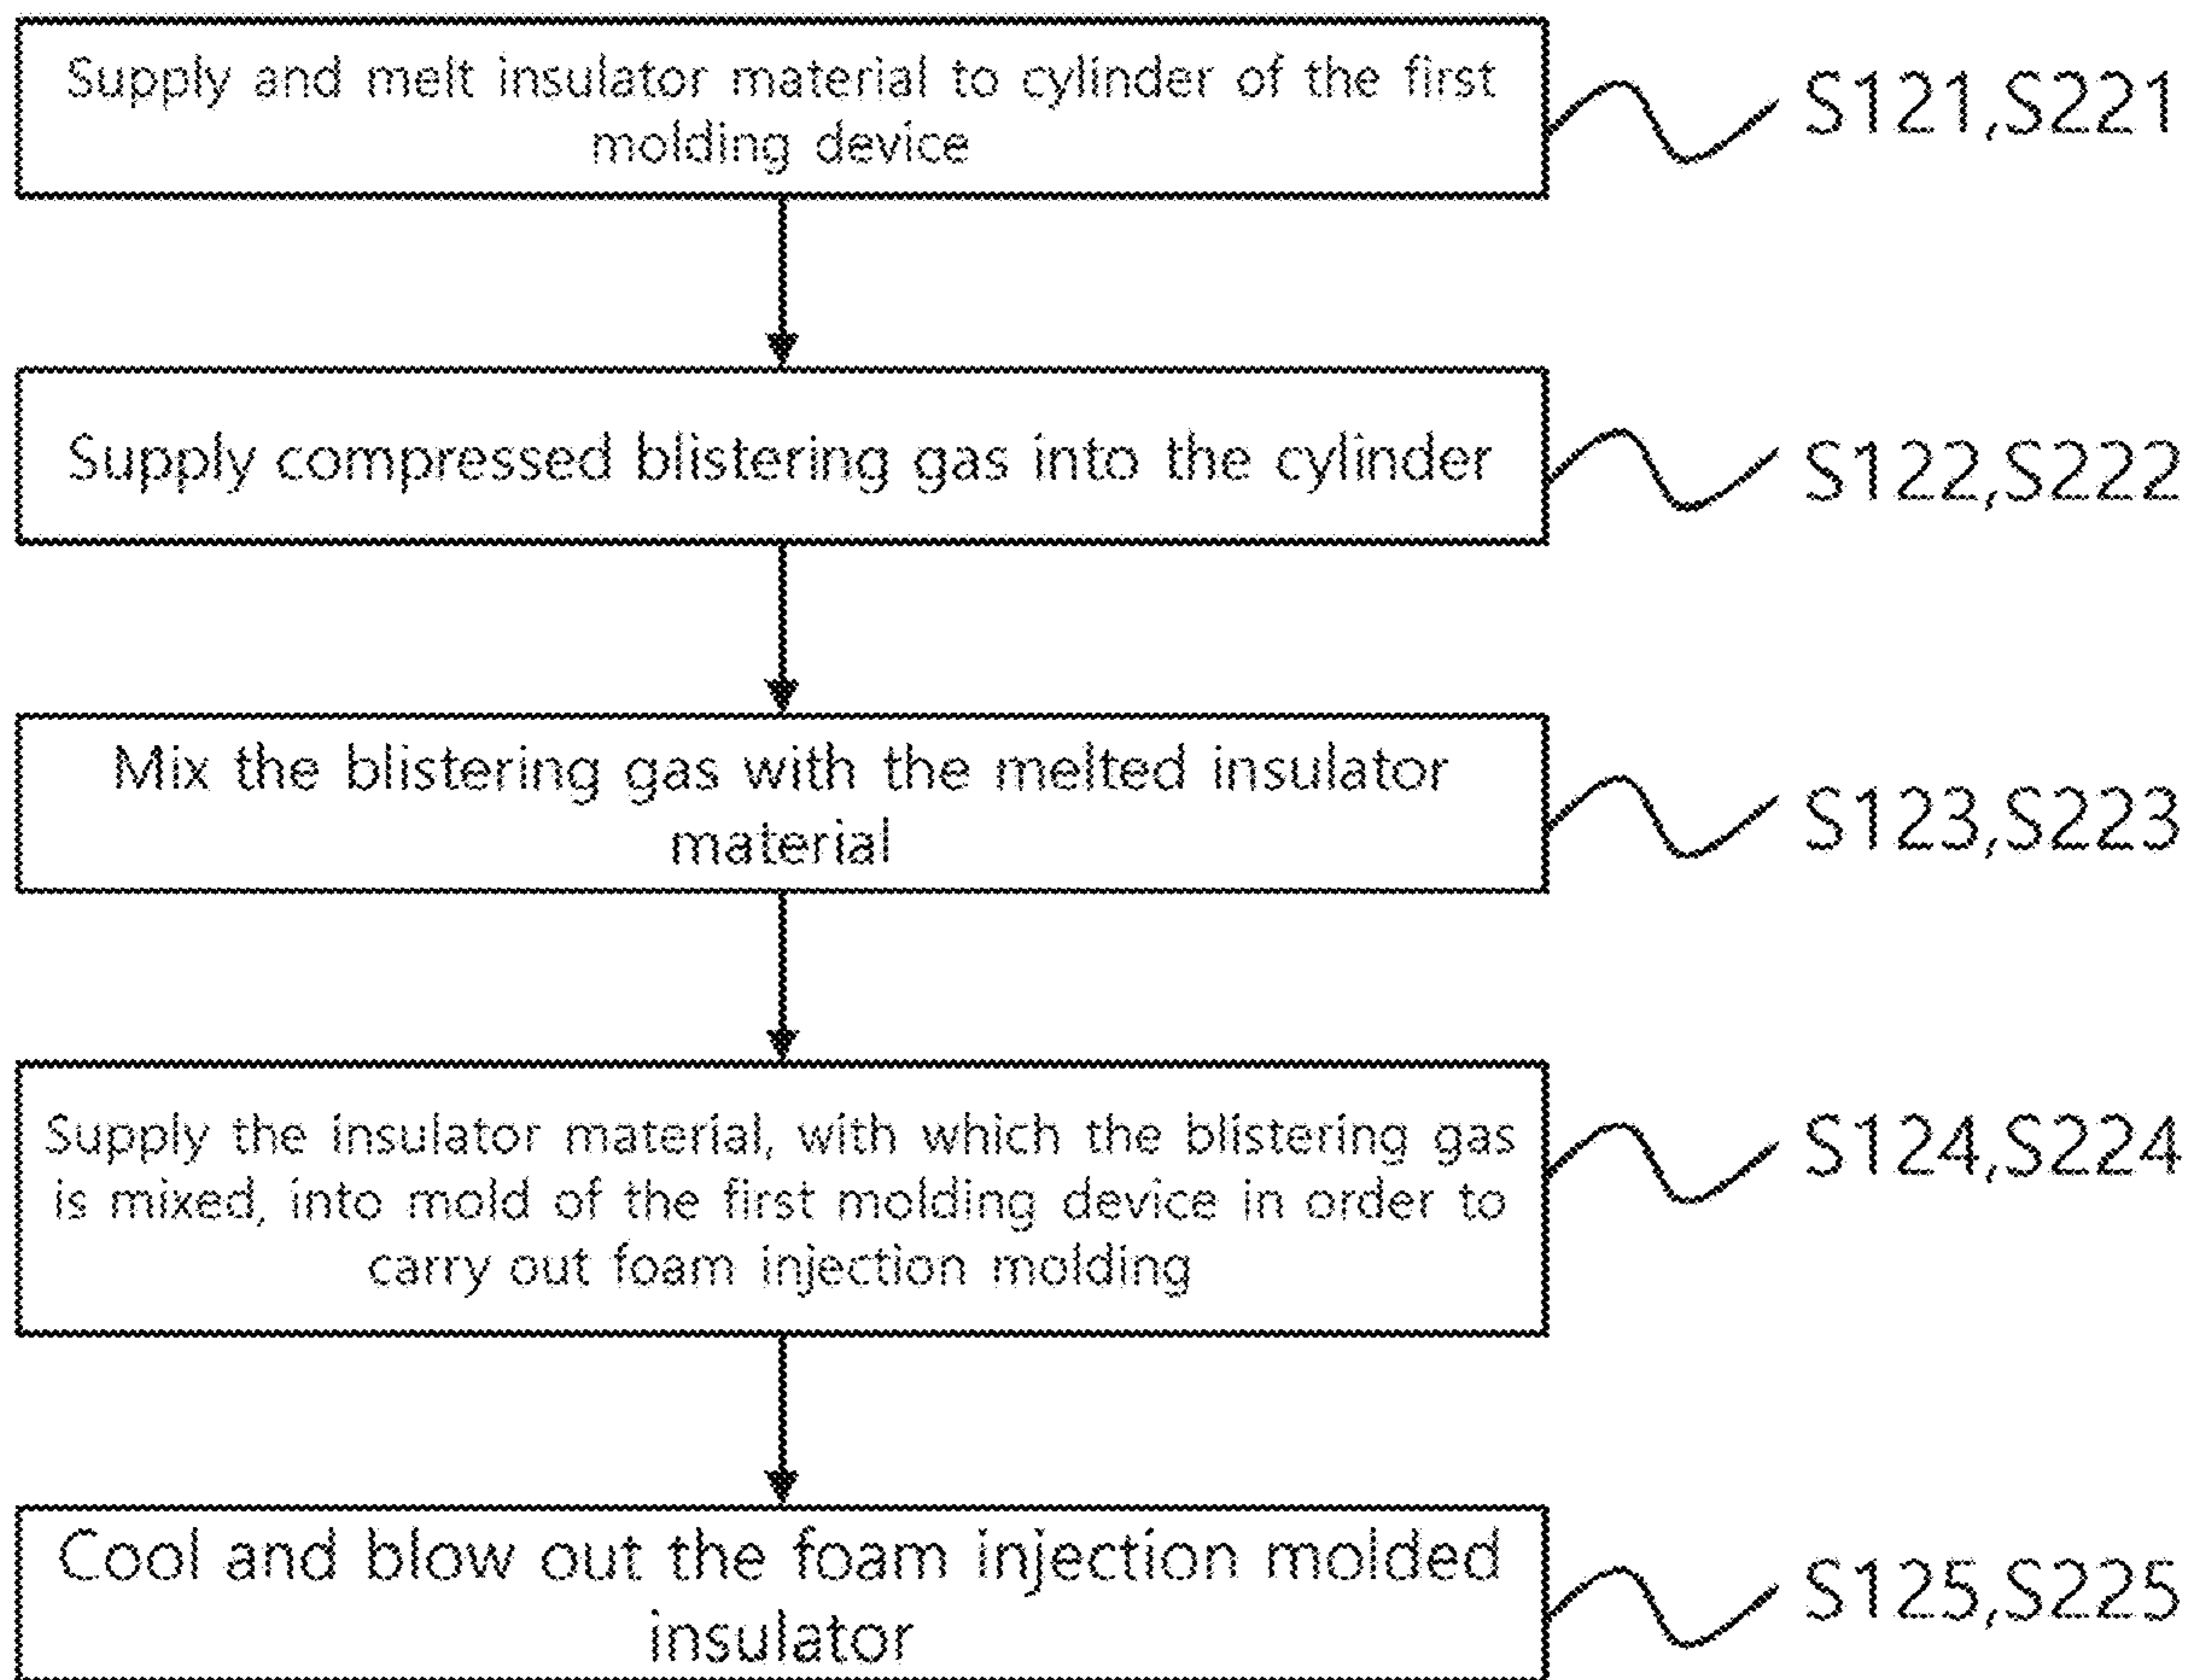 Supply and melt insulator material to cylinder of the first
molding device
S121,S221
Supply compressed blistering gas into the cylinder
S122,S222
Mix the blistering gas with the melted insulator
material
S123,S223
Supply the insulator material, with which the blistering gas
is mixed, into mold of the first molding device in order to
carry out foam injection molding
S124,S224
Cool and blow out the foam injection molded
insulator
S125,S225